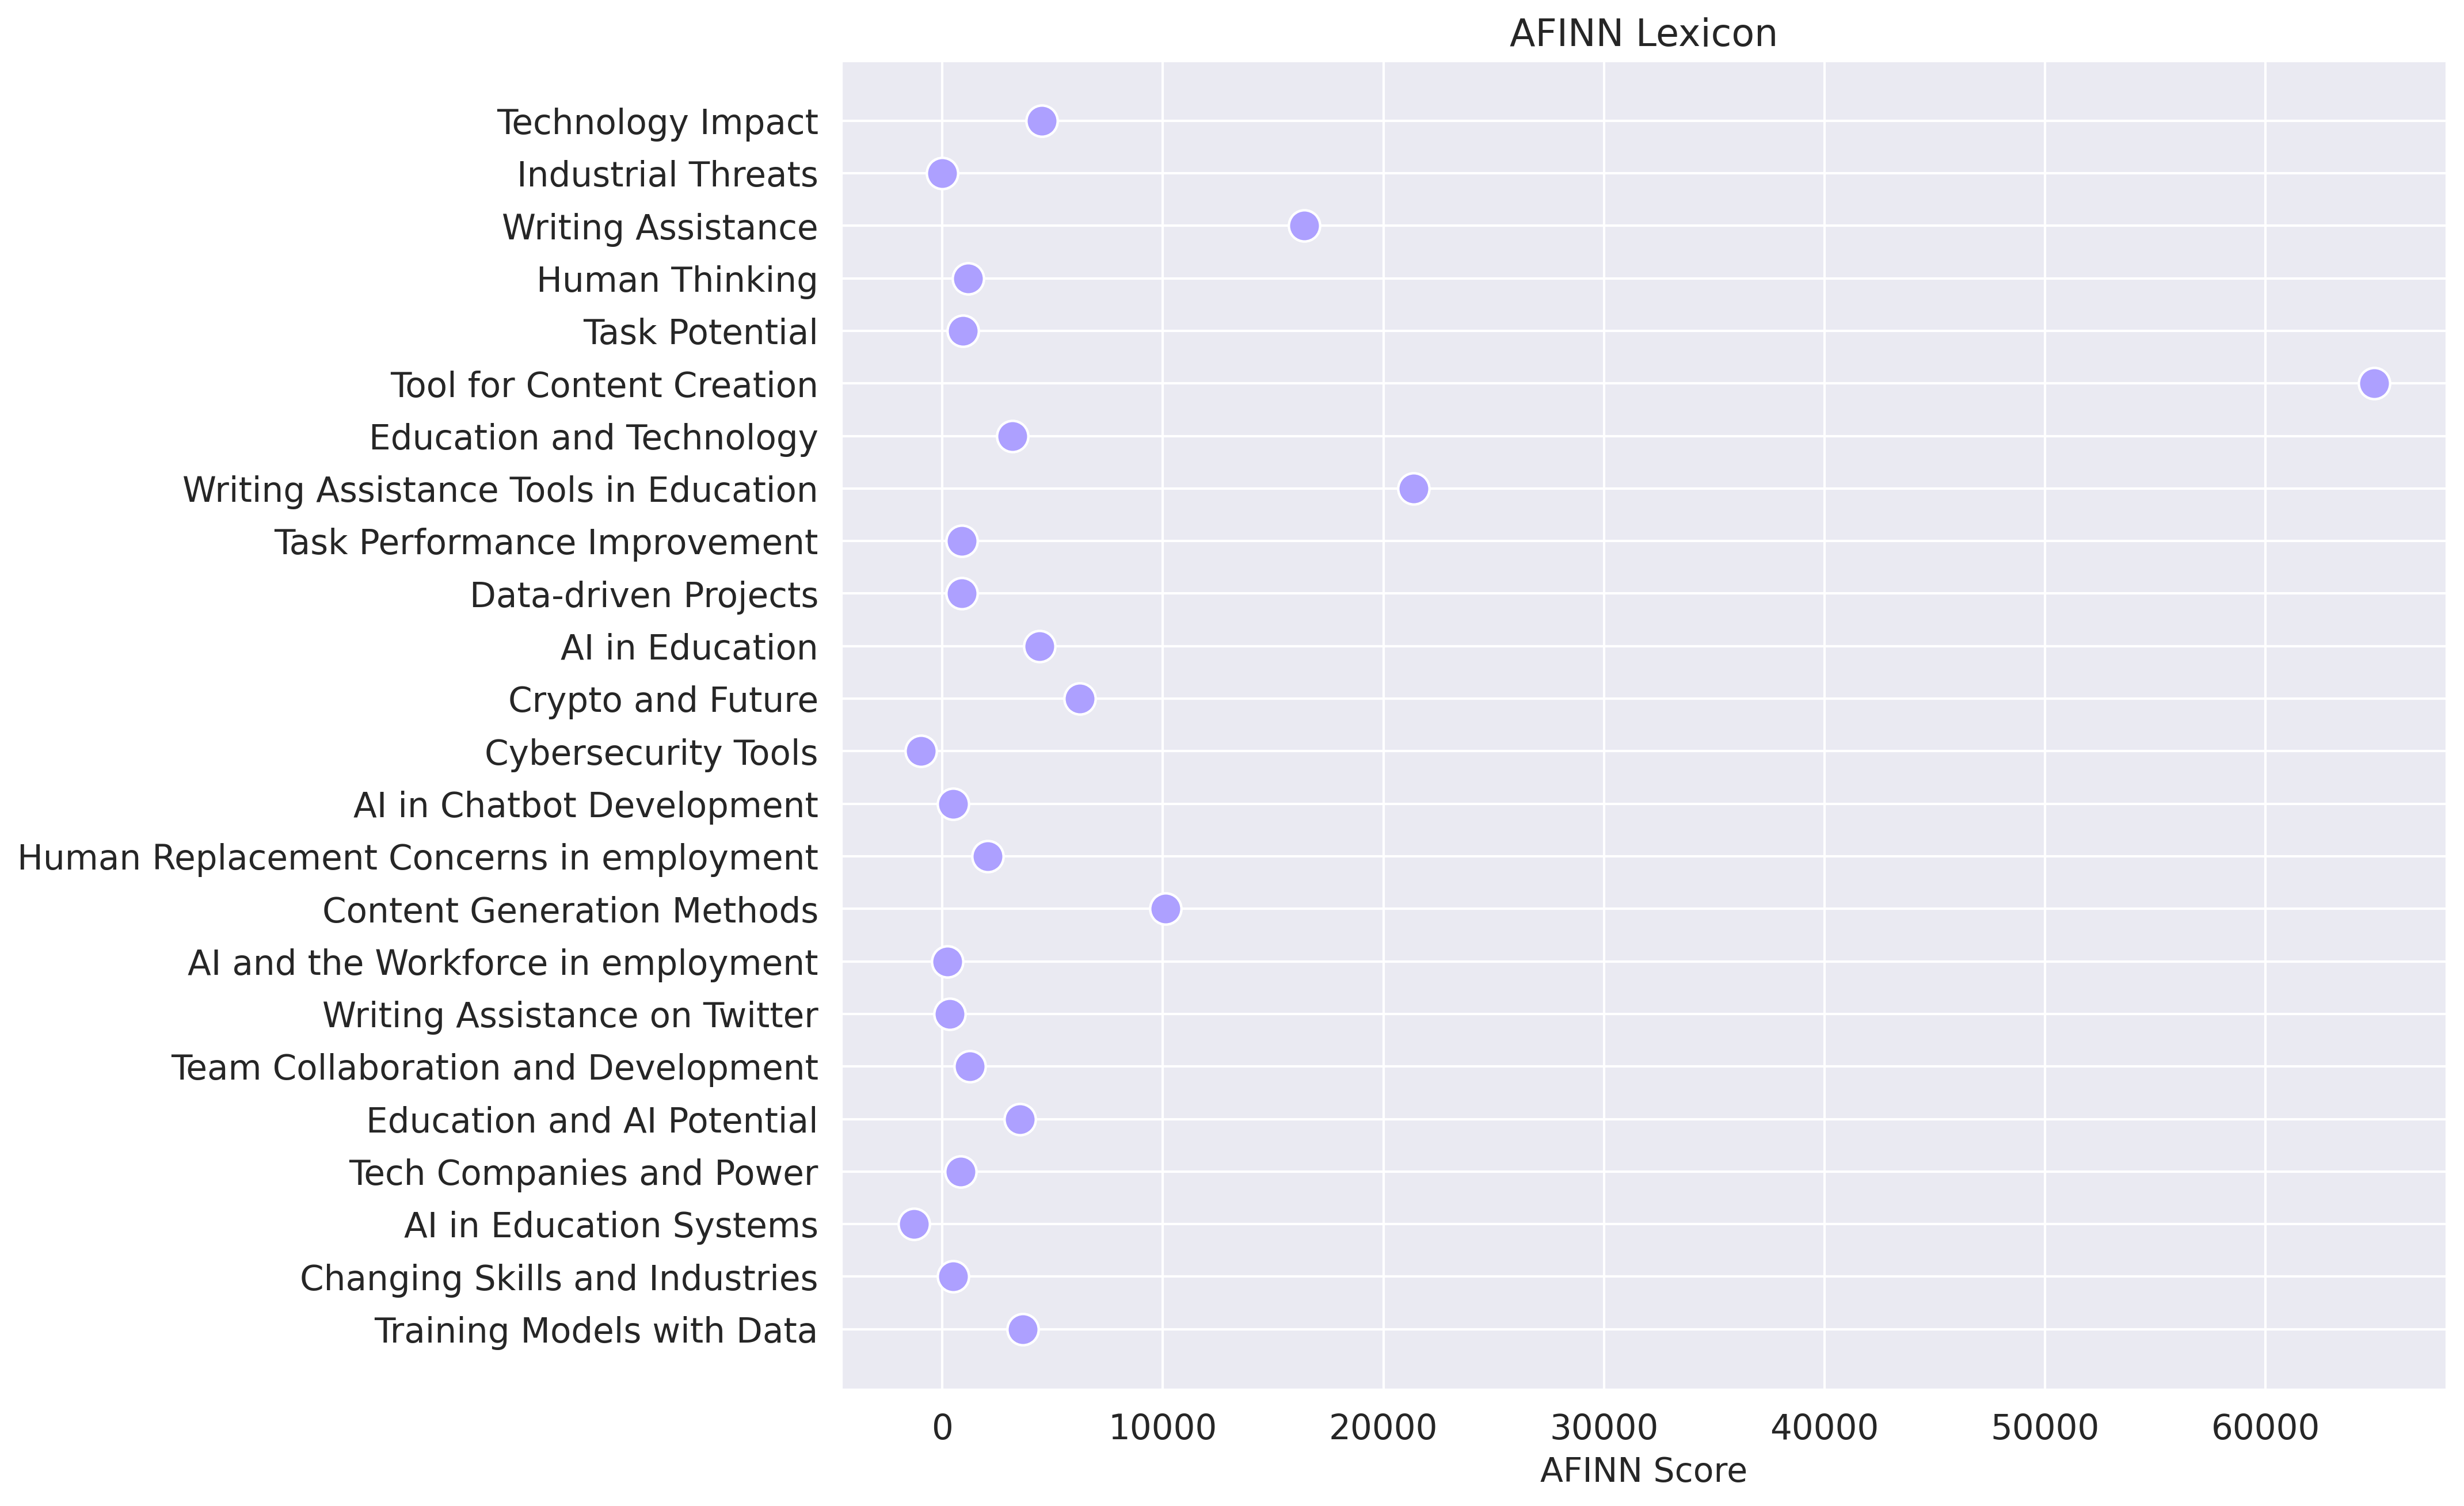 AFINN Lexicon
Technology Impact
Industrial Threats
Writing Assistance
Human Thinking
Task Potential
Tool for Content Creation
Education and Technology
Writing Assistance Tools in Education
Task Performance Improvement
Data-driven Projects
AI in Education
Crypto and Future
Cybersecurity Tools
AI in Chatbot Development
Human Replacement Concerns in employment
Content Generation Methods
AI and the Workforce in employment
Writing Assistance on Twitter
Team Collaboration and Development
Education and AI Potential
Tech Companies and Power
AI in Education Systems
Changing Skills and Industries
Training Models with Data
0 10000 20000 30000 40000 50000 60000
AFINN Score